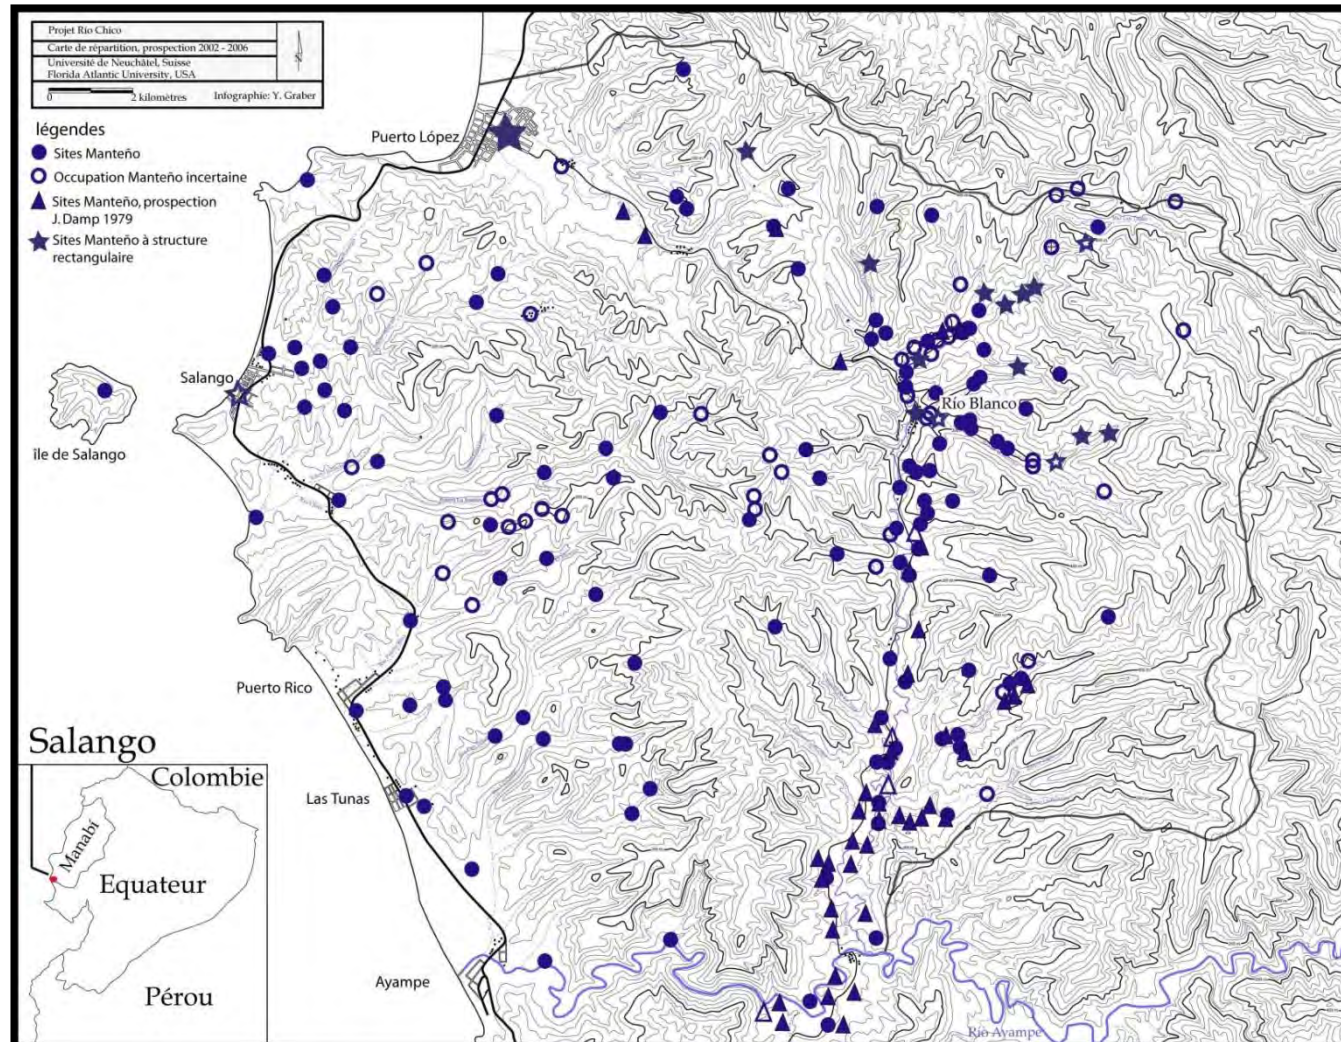 Projet Río Chico
Carte de répartition, prospection 2002 - 2006
Université de Neuchâtel, Suisse
Florida Atlantic University, USA
N
0 2 kilomètres
Infographie: Y. Graber
légendes
Sites Manteño
Occupation Manteño incertaine
Sites Manteño, prospection
J. Damp 1979
Sites Manteño à structure
rectangulaire
Puerto López
Salango
île de Salango
Río Blanco
Puerto Rico
Las Tunas
Ayampe
Río Ayampe
Salango
Colombie
Manabí
Equateur
Pérou